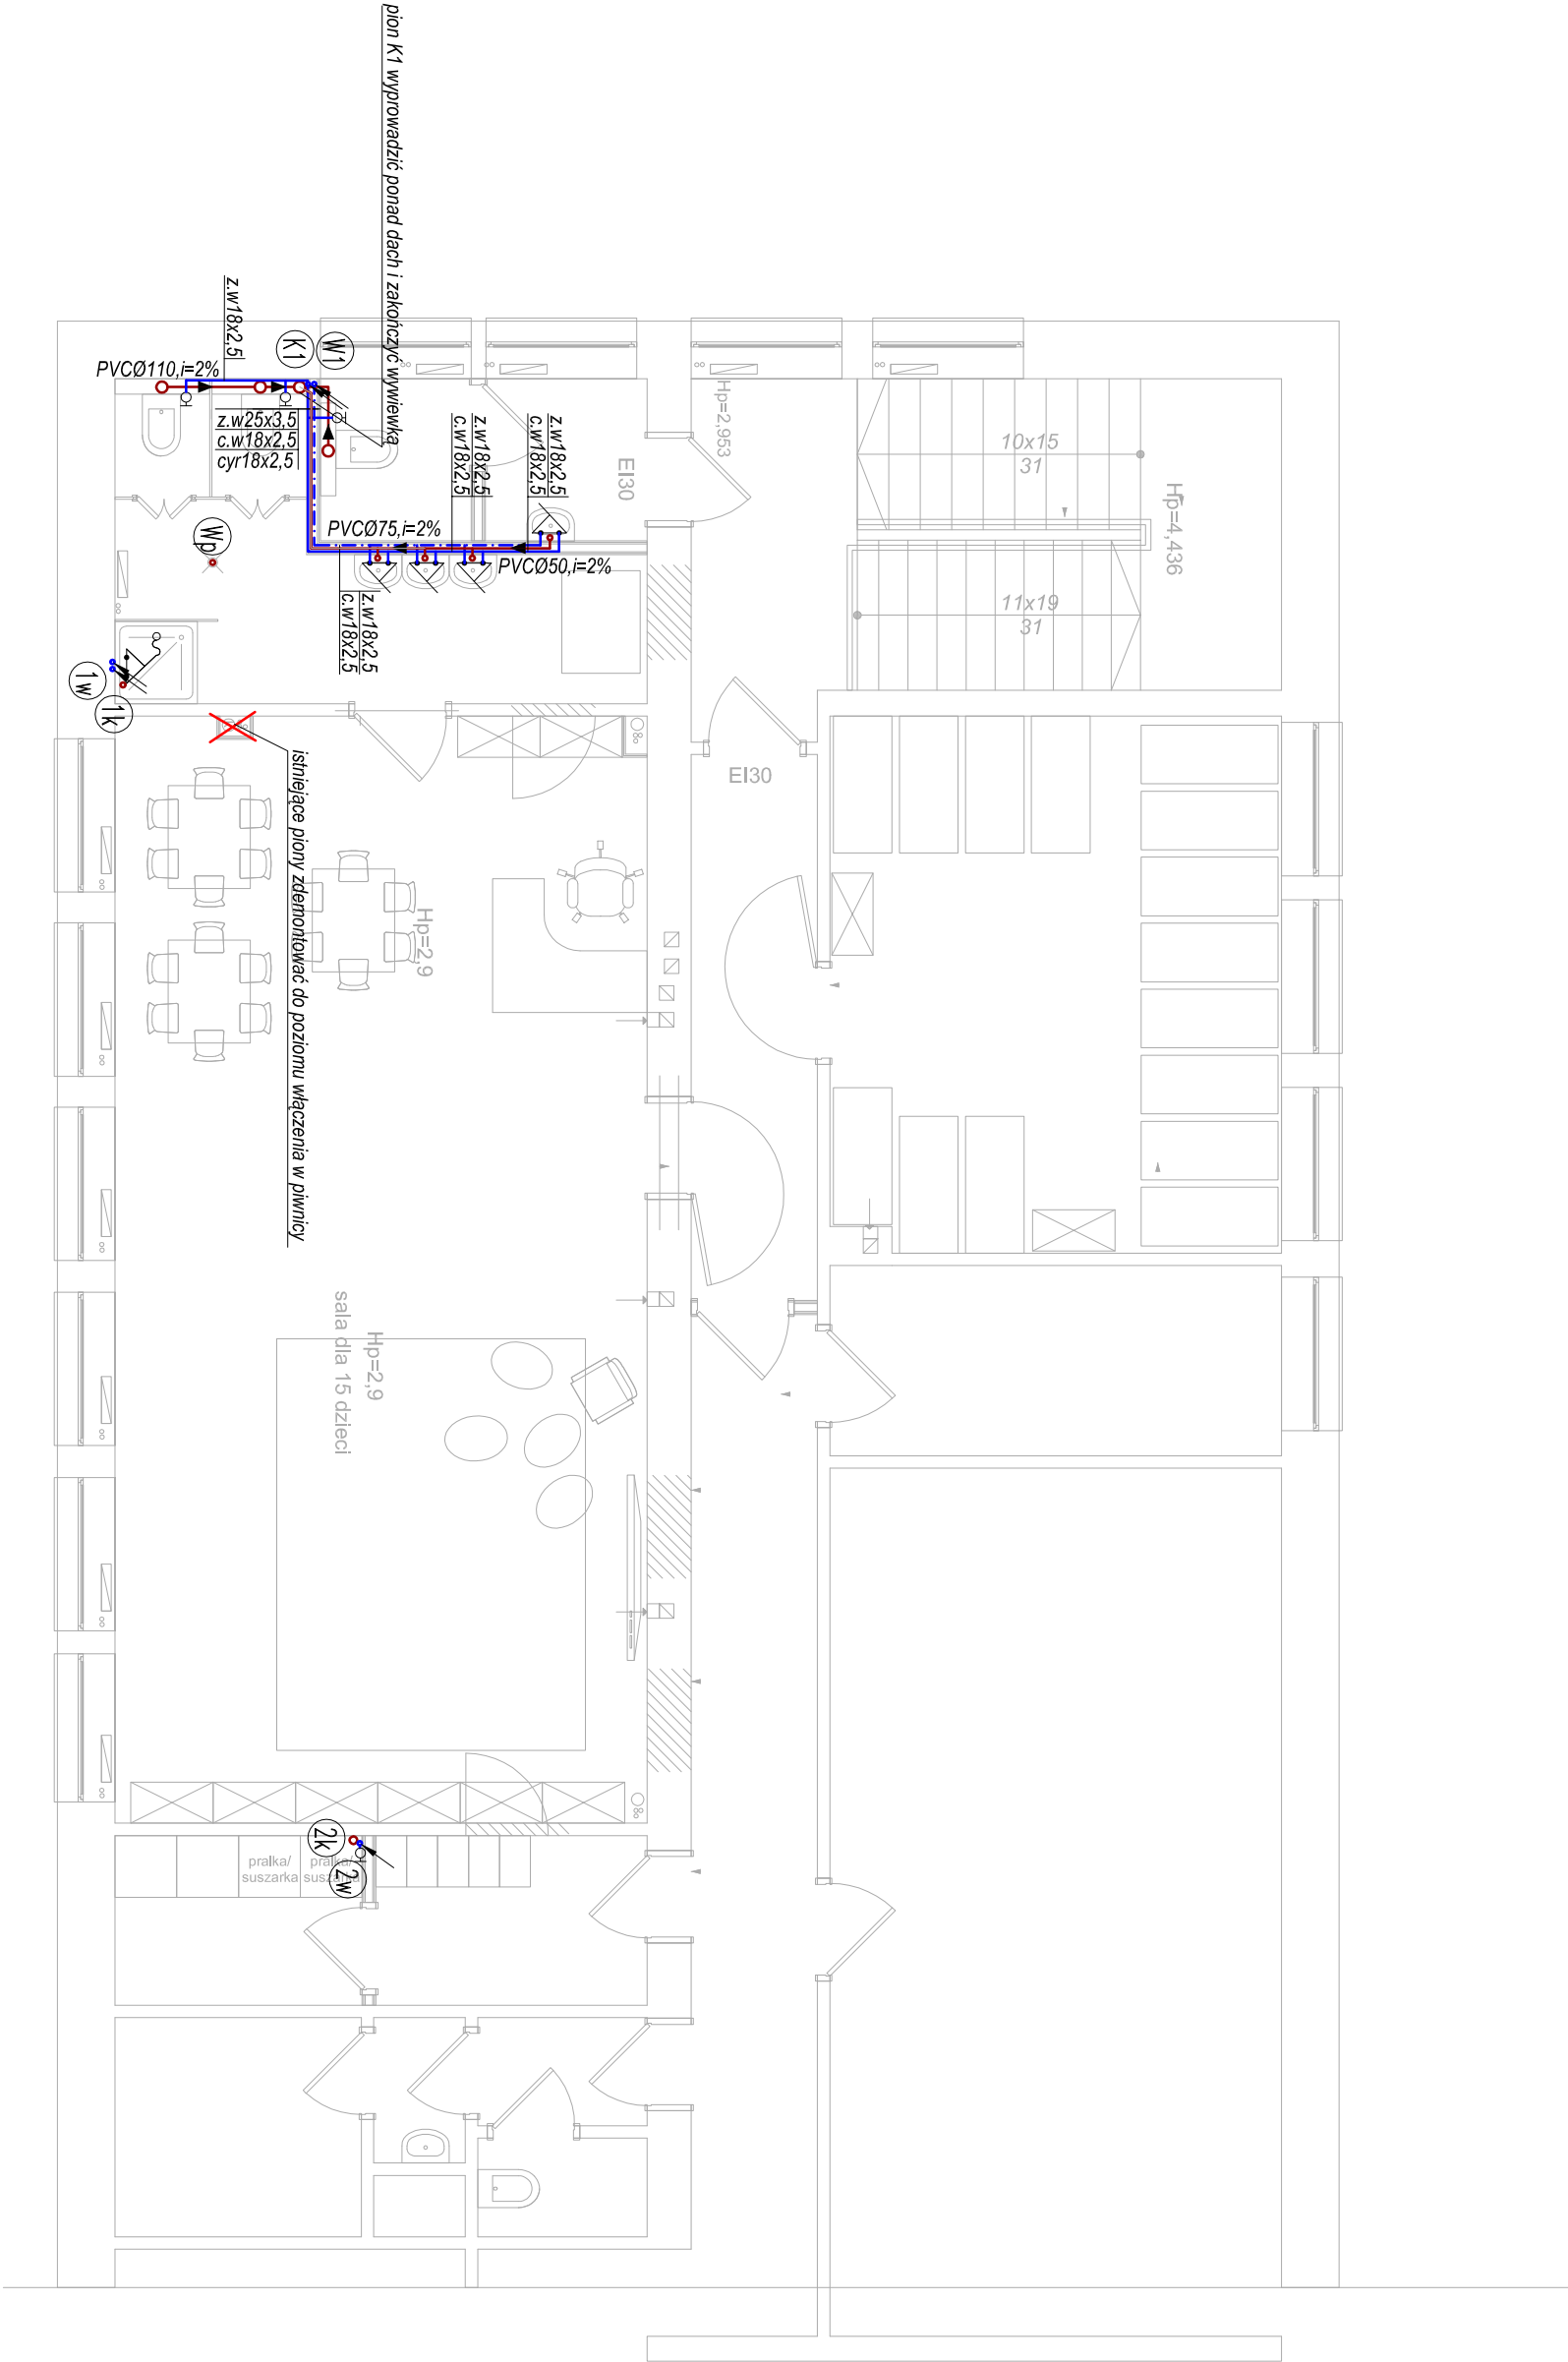 pion K1 wyprowadzić ponad dach i zakończyć wywiewką
z.w18x2,5
PVCØ110,i=2%
K1
W1
z.w25x3,5
c.w18x2,5
cyr18x2,5
z.w18x2,5
c.w18x2,5
z.w18x2,5
c.w18x2,5
EI30
Hp=2,953
10x15
31
Hp=4,436
11x19
31
PVCØ75,i=2%
PVCØ50,i=2%
Wp
z.w18x2,5
c.w18x2,5
1w
1k
istniejące piony zdemontować do poziomu włączenia w piwnicy
EI30
Hp=2,9
Hp=2,9
sala dla 15 dzieci
2k
2w
pralka/
suszarka
pralka/
suszarka